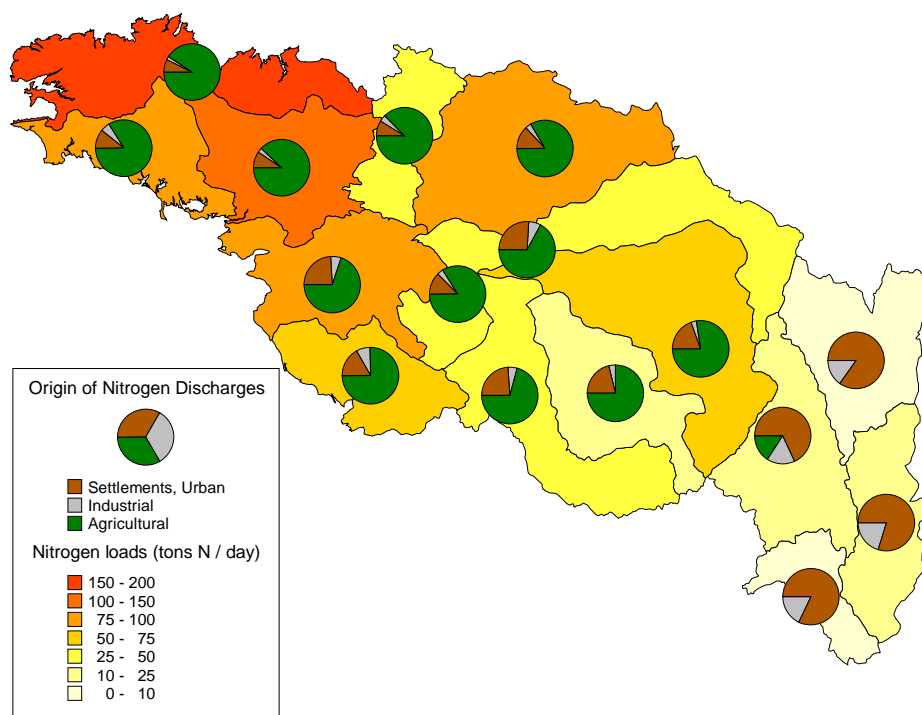 Origin of Nitrogen Discharges
Settlements, Urban
Industrial
Agricultural
Nitrogen loads (tons N / day)
150 - 200
100 - 150
75 - 100
50 - 75
25 - 50
10 - 25
0 - 10